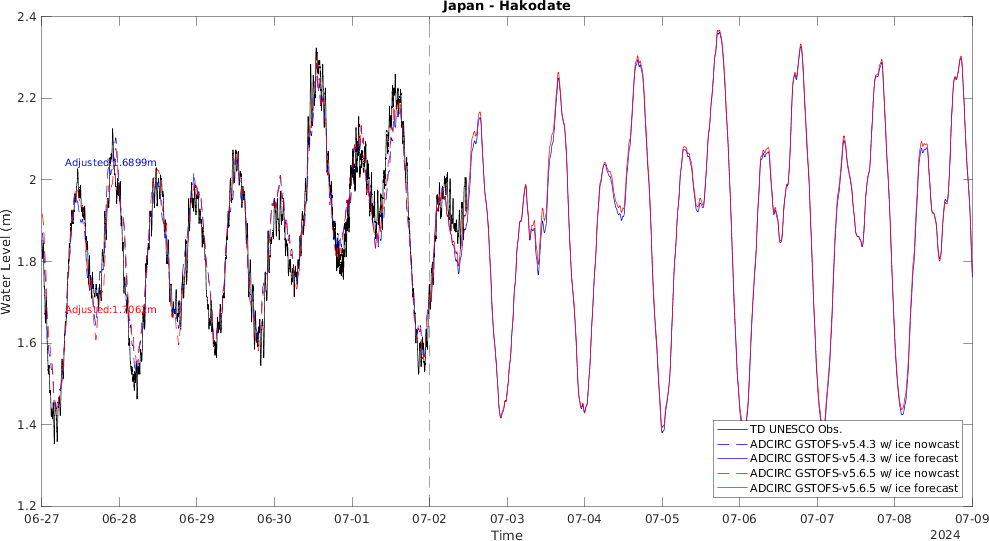 Japan - Hakodate
Water Level (m)
2.4
2.2
2
1.8
1.6
1.4
1.2
Adjusted:1.6899m
Adjusted:1.7061m
TD UNESCO Obs.
ADCIRC GSTOFS-v5.4.3 w/ ice nowcast
ADCIRC GSTOFS-v5.4.3 w/ ice forecast
ADCIRC GSTOFS-v5.6.5 w/ ice nowcast
ADCIRC GSTOFS-v5.6.5 w/ ice forecast
06-27 06-28 06-29 06-30 07-01 07-02 07-03 07-04 07-05 07-06 07-07 07-08 07-09
Time
2024